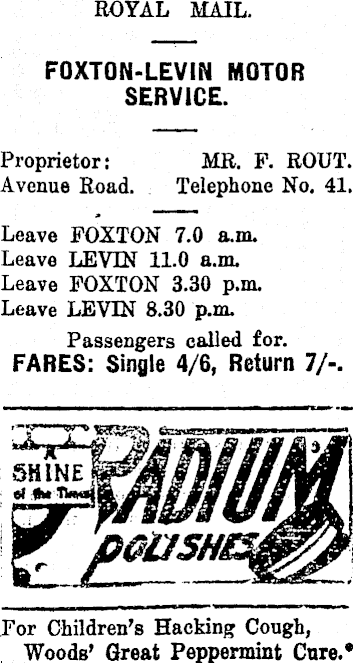 ROYAL MAIL.
FOXTON-LEVIN MOTOR
SERVICE.
Proprietor: MR. F. ROUT.
Avenue Road. Telephone No. 41.
Leave FOXTON 7.0 a.m.
Leave LEVIN 11.0 a.m.
Leave FOXTON 3.30 p.m.
Leave LEVIN 8.30 p.m.
Passengers called for.
FARES: Single 4/6, Return 7/-.
A
SHINE
of the Times
RADIUM
POLISHES
For Children's Hacking Cough,
Woods' Great Peppermint Cure.*